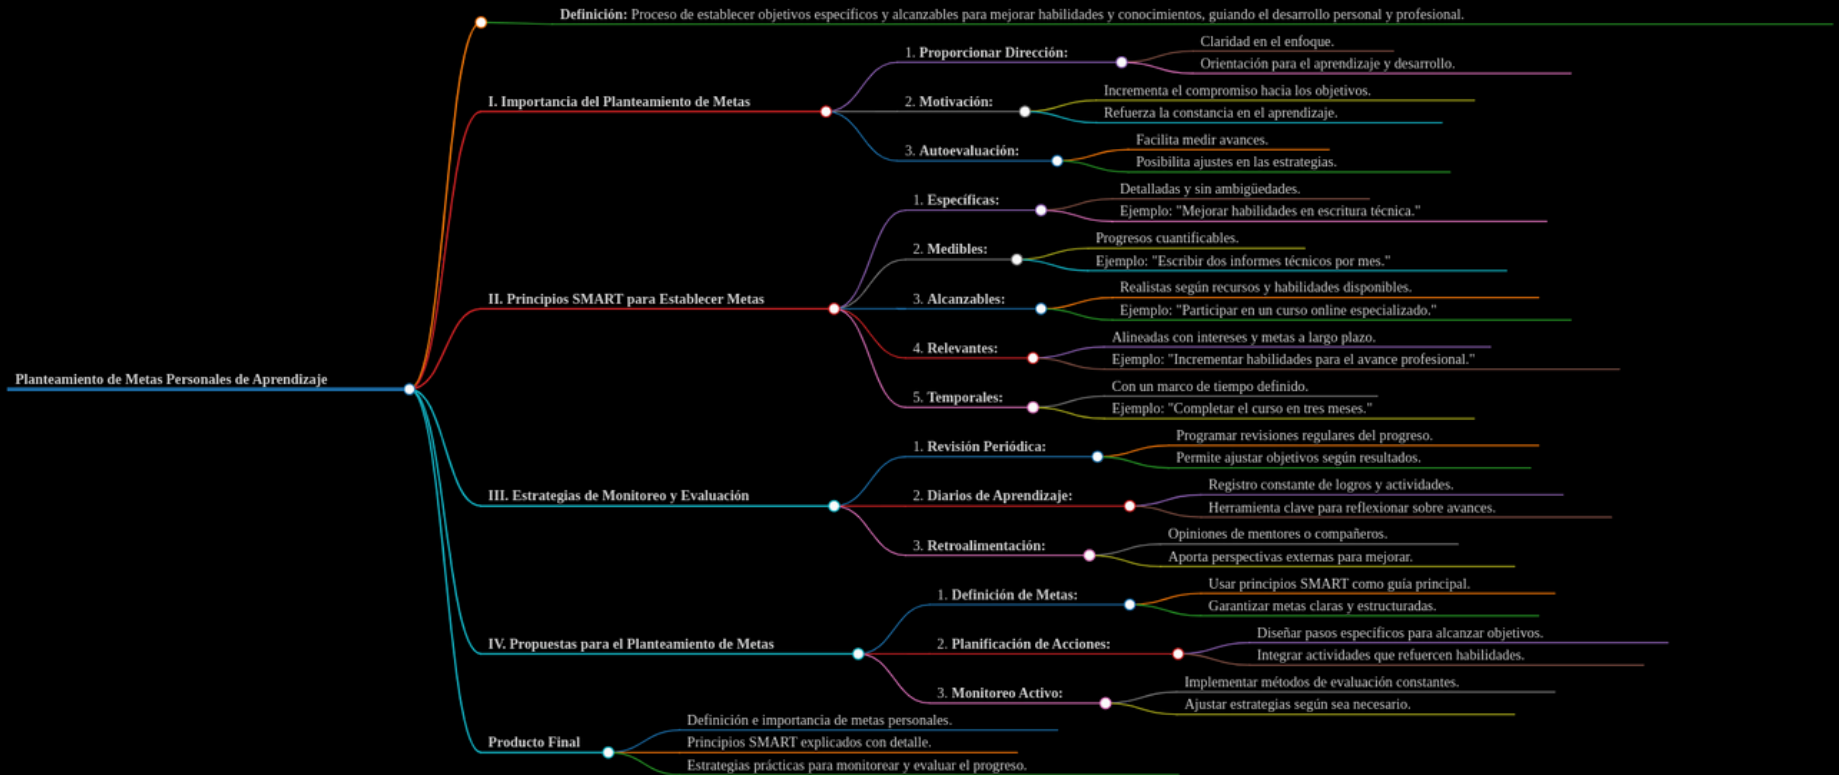 Definición: Proceso de establecer objetivos específicos y alcanzables para mejorar habilidades y conocimientos, guiando el desarrollo personal y profesional.
Planteamiento de Metas Personales de Aprendizaje
I. Importancia del Planteamiento de Metas
1. Proporcionar Dirección:
Claridad en el enfoque.
Orientación para el aprendizaje y desarrollo.
2. Motivación:
Incrementa el compromiso hacia los objetivos.
Refuerza la constancia en el aprendizaje.
3. Autoevaluación:
Facilita medir avances.
Posibilita ajustes en las estrategias.
II. Principios SMART para Establecer Metas
1. Específicas:
Detalladas y sin ambigüedades.
Ejemplo: "Mejorar habilidades en escritura técnica."
2. Medibles:
Progresos cuantificables.
Ejemplo: "Escribir dos informes técnicos por mes."
3. Alcanzables:
Realistas según recursos y habilidades disponibles.
Ejemplo: "Participar en un curso online especializado."
4. Relevantes:
Alineadas con intereses y metas a largo plazo.
Ejemplo: "Incrementar habilidades para el avance profesional."
5. Temporales:
Con un marco de tiempo definido.
Ejemplo: "Completar el curso en tres meses."
III. Estrategias de Monitoreo y Evaluación
1. Revisión Periódica:
Programar revisiones regulares del progreso.
Permite ajustar objetivos según resultados.
2. Diarios de Aprendizaje:
Registro constante de logros y actividades.
Herramienta clave para reflexionar sobre avances.
3. Retroalimentación:
Opiniones de mentores o compañeros.
Aporta perspectivas externas para mejorar.
IV. Propuestas para el Planteamiento de Metas
1. Definición de Metas:
Usar principios SMART como guía principal.
Garantizar metas claras y estructuradas.
2. Planificación de Acciones:
Diseñar pasos específicos para alcanzar objetivos.
Integrar actividades que refuercen habilidades.
3. Monitoreo Activo:
Implementar métodos de evaluación constantes.
Ajustar estrategias según sea necesario.
Producto Final
Definición e importancia de metas personales.
Principios SMART explicados con detalle.
Estrategias prácticas para monitorear y evaluar el progreso.